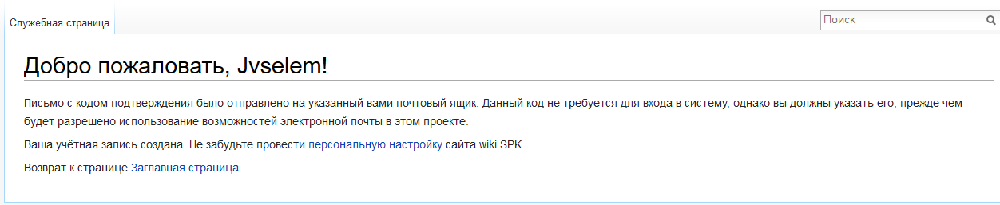 Служебная страница
Поиск
Добро пожаловать, Jvselem!
Письмо с кодом подтверждения было отправлено на указанный вами почтовый ящик. Данный код не требуется для входа в систему, однако вы должны указать его, прежде чем
будет разрешено использование возможностей электронной почты в этом проекте.
Ваша учётная запись создана. Не забудьте провести персональную настройку сайта wiki SPK.
Возврат к странице Заглавная страница.